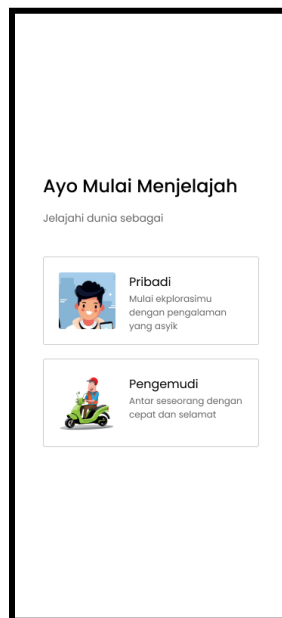 Ayo Mulai Menjelajah
Jelajahi dunia sebagai
Pribadi
Mulai ekplorasimu
dengan pengalaman
yang asyik
Pengemudi
Antar seseorang dengan
cepat dan selamat